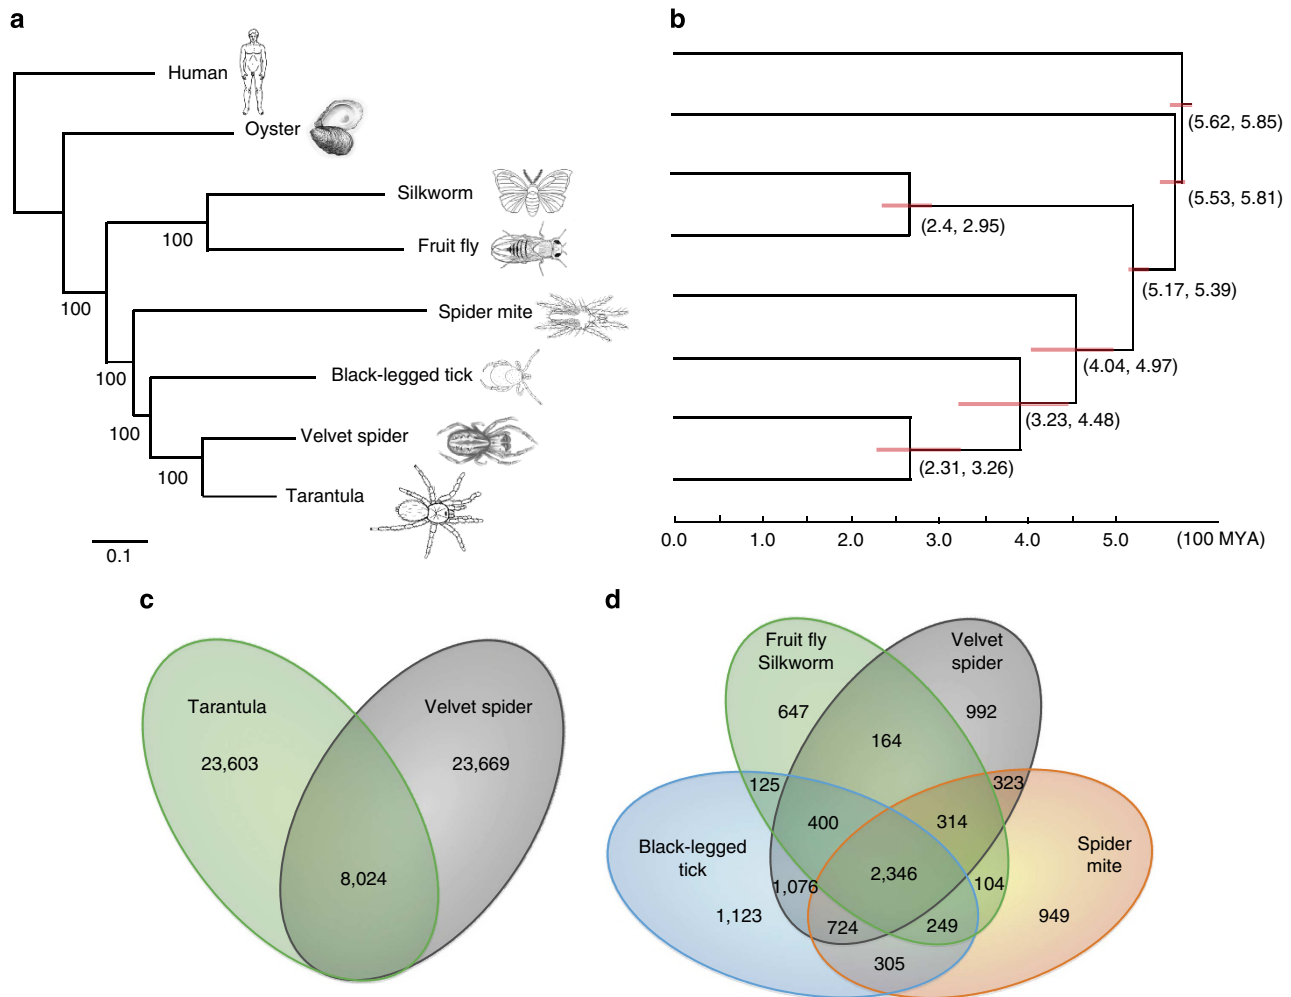 a
Human
Oyster
Silkworm
100
Fruit fly
100
Spider mite
100
Black-legged tick
100
Velvet spider
100
Tarantula
0.1
b
(5.62, 5.85)
(5.53, 5.81)
(2.4, 2.95)
(5.17, 5.39)
(4.04, 4.97)
(3.23, 4.48)
(2.31, 3.26)
0.0 1.0 2.0 3.0 4.0 5.0 (100 MYA)
c
Tarantula
Velvet spider
23,603
23,669
8,024
d
Fruit fly
Silkworm
Velvet
spider
647
992
164
125
323
400
314
Black-legged
tick
Spider
mite
2,346
1,076
104
1,123
949
724
249
305